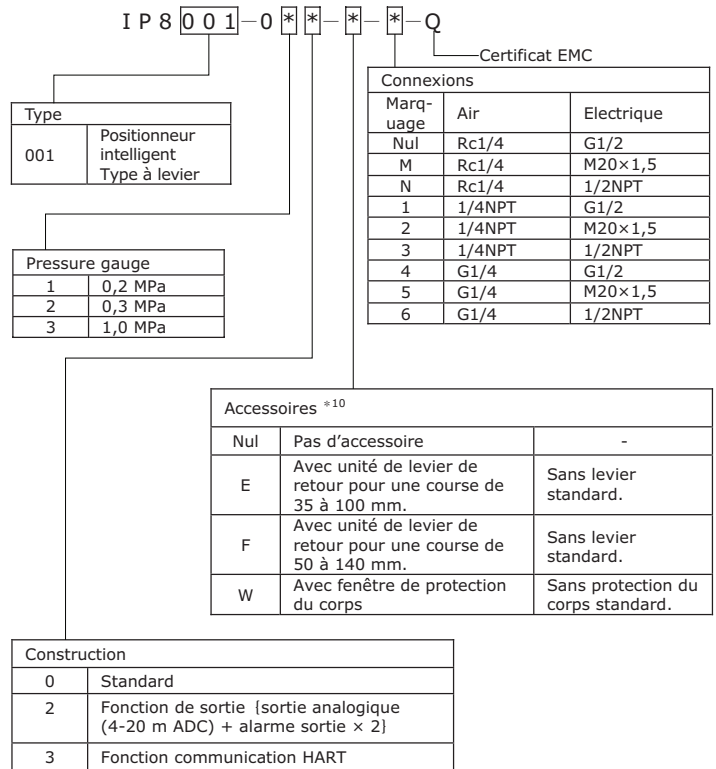 IP8001-0**-*-*-Q
Certificat EMC
Connexions
Marq-
uage Air Electrique
Nul Rc1/4 G1/2
M Rc1/4 M20×1,5
N Rc1/4 1/2NPT
1 1/4NPT G1/2
2 1/4NPT M20×1,5
3 1/4NPT 1/2NPT
4 G1/4 G1/2
5 G1/4 M20×1,5
6 G1/4 1/2NPT
Type
001 Positionneur
intelligent
Type à levier
Pressure gauge
1 0,2 MPa
2 0,3 MPa
3 1,0 MPa
Accessoires *10
Nul Pas d'accessoire -
E Avec unité de levier de
retour pour une course de
35 à 100 mm.
Sans levier
standard.
F Avec unité de levier de
retour pour une course de
50 à 140 mm.
Sans levier
standard.
W Avec fenêtre de protection
du corps
Sans protection du
corps standard.
Construction
0 Standard
2 Fonction de sortie {sortie analogique
(4-20 m ADC) + alarme sortie × 2}
3 Fonction communication HART